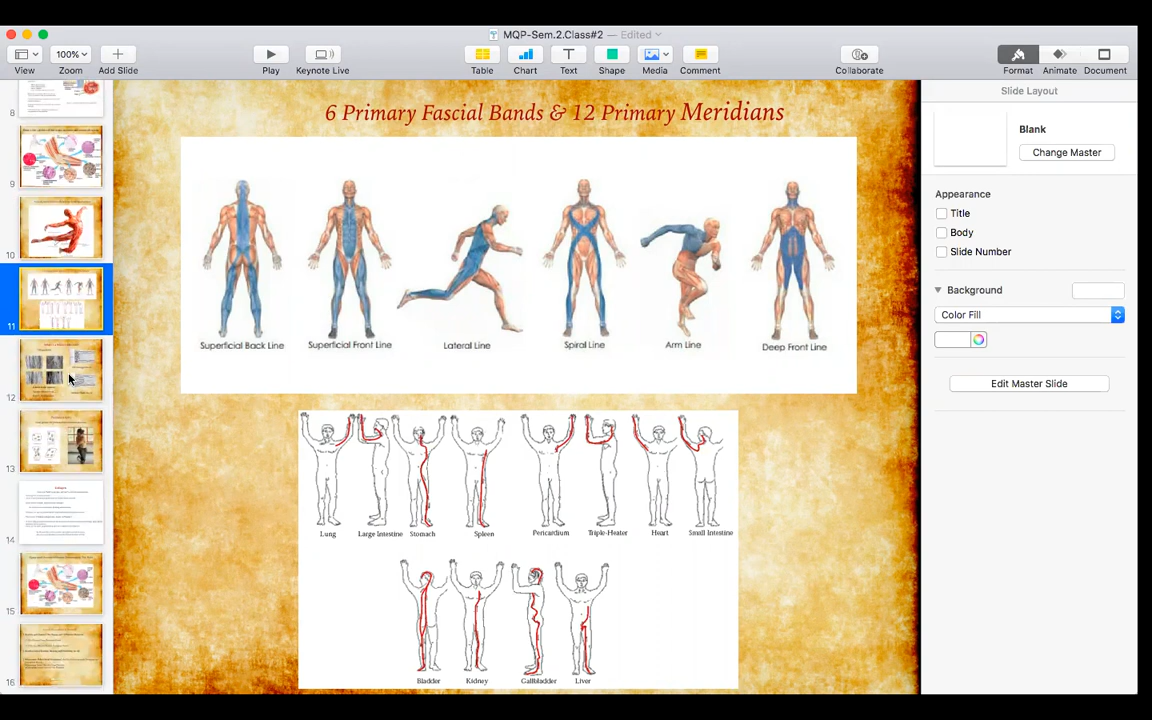 MQP-Sem.2.Class#2 — Edited
100%
View
Zoom
Add Slide
Play
Keynote Live
Table
Chart
Text
Shape
Media
Comment
Collaborate
Format
Animate
Document
8
9
10
11
12
13
14
15
16
6 Primary Fascial Bands & 12 Primary Meridians
Superficial Back Line
Superficial Front Line
Lateral Line
Spiral Line
Arm Line
Deep Front Line
Lung
Large Intestine
Stomach
Spleen
Pericardium
Triple-Heater
Heart
Small Intestine
Bladder
Kidney
Gallbladder
Liver
Slide Layout
Blank
Change Master
Appearance
Title
Body
Slide Number
Background
Color Fill
Edit Master Slide